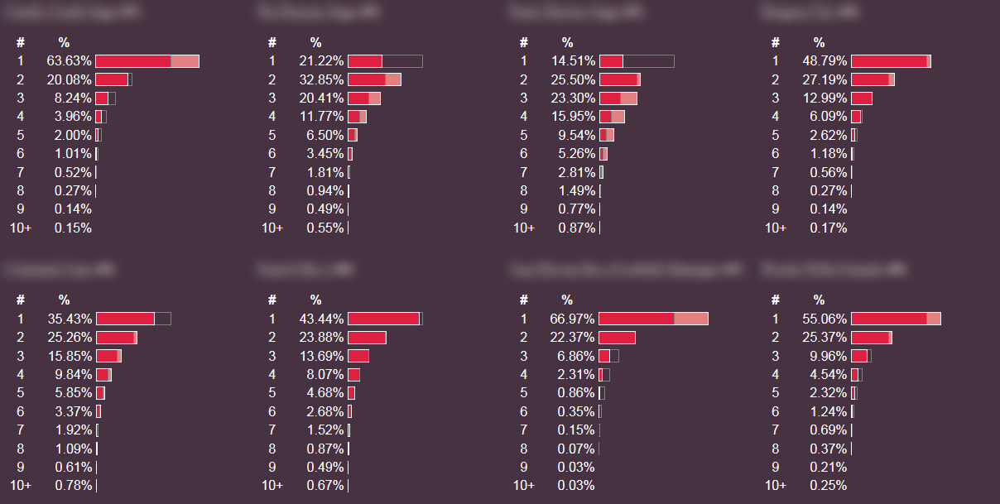 # % # % # % # %
1 63.63% 1 21.22% 1 14.51% 1 48.79%
2 20.08% 2 32.85% 2 25.50% 2 27.19%
3 8.24% 3 20.41% 3 23.30% 3 12.99%
4 3.96% 4 11.77% 4 15.95% 4 6.09%
5 2.00% 5 6.50% 5 9.54% 5 2.62%
6 1.01% 6 3.45% 6 5.26% 6 1.18%
7 0.52% 7 1.81% 7 2.81% 7 0.56%
8 0.27% 8 0.94% 8 1.49% 8 0.27%
9 0.14% 9 0.49% 9 0.77% 9 0.14%
10+ 0.15% 10+ 0.55% 10+ 0.87% 10+ 0.17%
# % # % # % # %
1 35.43% 1 43.44% 1 66.97% 1 55.06%
2 25.26% 2 23.88% 2 22.37% 2 25.37%
3 15.85% 3 13.69% 3 6.86% 3 9.96%
4 9.84% 4 8.07% 4 2.31% 4 4.54%
5 5.85% 5 4.68% 5 0.86% 5 2.32%
6 3.37% 6 2.68% 6 0.35% 6 1.24%
7 1.92% 7 1.52% 7 0.15% 7 0.69%
8 1.09% 8 0.87% 8 0.07% 8 0.37%
9 0.61% 9 0.49% 9 0.03% 9 0.21%
10+ 0.78% 10+ 0.67% 10+ 0.03% 10+ 0.25%